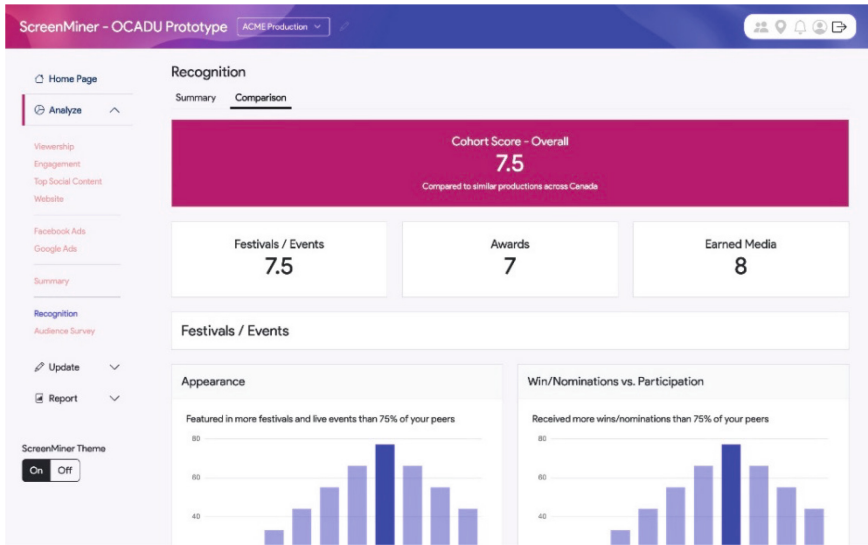 ScreenMiner - OCADU Prototype
ACME Production
Home Page
Analyze
Viewership
Engagement
Top Social Content
Website
Facebook Ads
Google Ads
Summary
Recognition
Audience Survey
Update
Report
ScreenMiner Theme
On Off
Recognition
Summary Comparison
Cohort Score - Overall
7.5
Compared to similar productions across Canada
Festivals / Events
7.5
Awards
7
Earned Media
8
Festivals / Events
Appearance
Featured in more festivals and live events than 75% of your peers
80
60
40
Win/Nominations vs. Participation
Received more wins/nominations than 75% of your peers
80
60
40